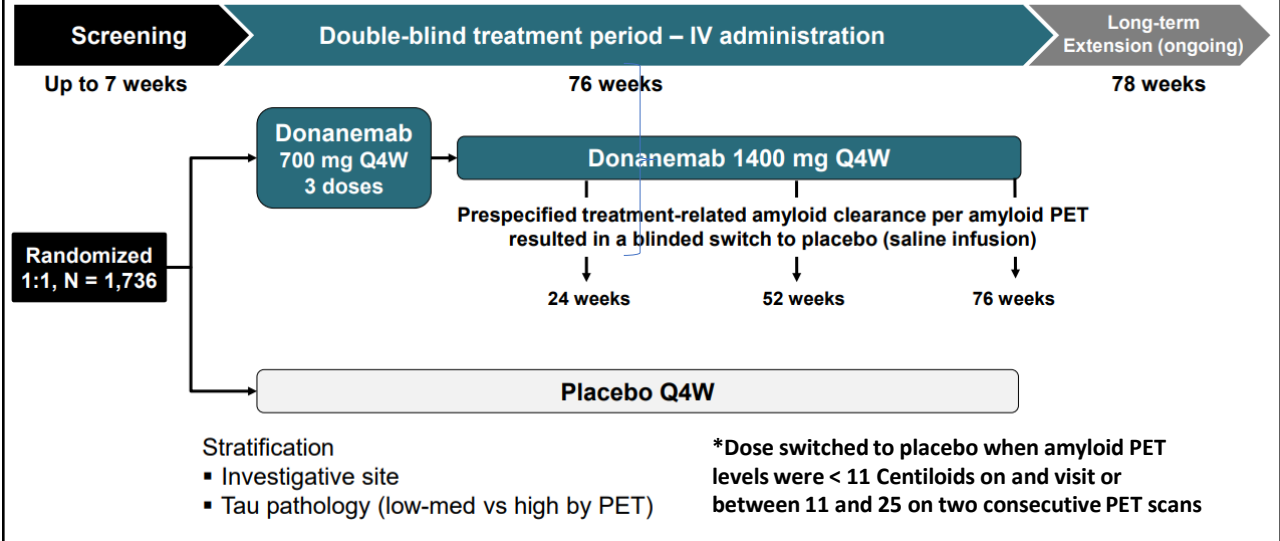 Screening
Double-blind treatment period – IV administration
Long-term
Extension (ongoing)
Up to 7 weeks
76 weeks
78 weeks
Donanemab
700 mg Q4W
3 doses
Donanemab 1400 mg Q4W
Prespecified treatment-related amyloid clearance per amyloid PET
resulted in a blinded switch to placebo (saline infusion)
Randomized
1:1, N = 1,736
24 weeks
52 weeks
76 weeks
Placebo Q4W
Stratification
▪ Investigative site
▪ Tau pathology (low-med vs high by PET)
*Dose switched to placebo when amyloid PET
levels were < 11 Centiloids on and visit or
between 11 and 25 on two consecutive PET scans